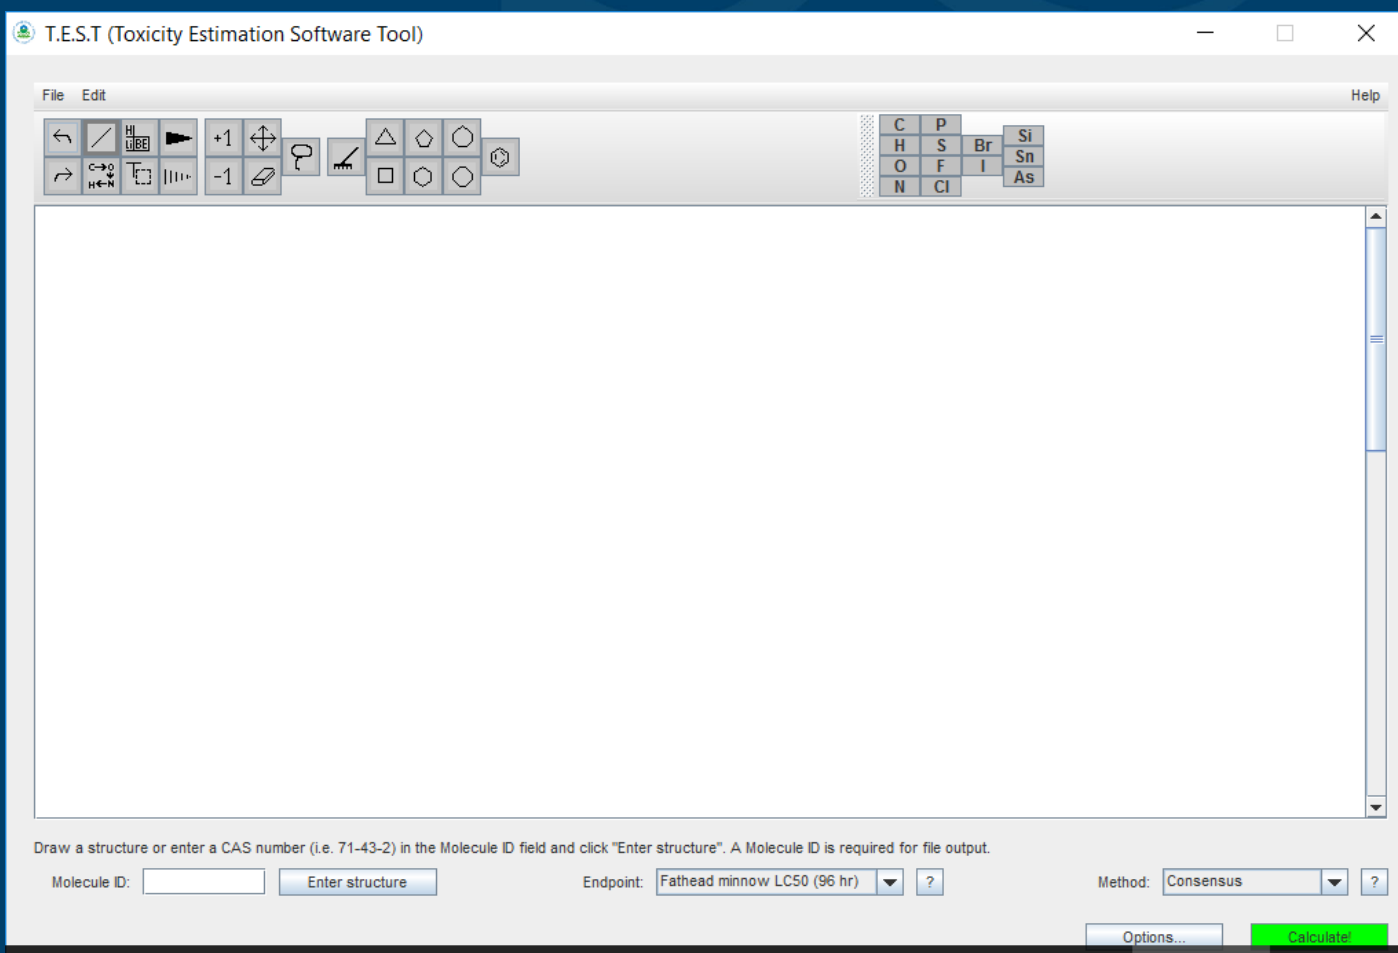 T.E.S.T (Toxicity Estimation Software Tool)
File Edit Help
H
Li BE
+1
C P
H S Br Si
O F I Sn
N Cl As
C O
H N
T
-1
Draw a structure or enter a CAS number (i.e. 71-43-2) in the Molecule ID field and click "Enter structure". A Molecule ID is required for file output.
Molecule ID: Enter structure Endpoint: Fathead minnow LC50 (96 hr) ? Method: Consensus ?
Options... Calculate!